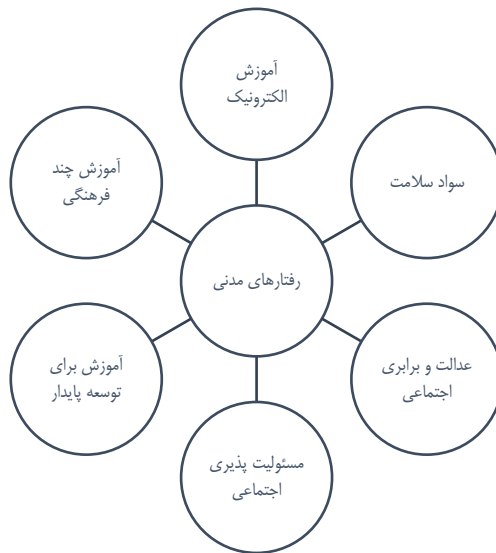 آموزش
الکترونیک
سواد سلامت
عدالت و برابری
اجتماعی
مسئولیت پذیری
اجتماعی
آموزش برای
توسعه پایدار
آموزش چند
فرهنگی
رفتارهای مدنی